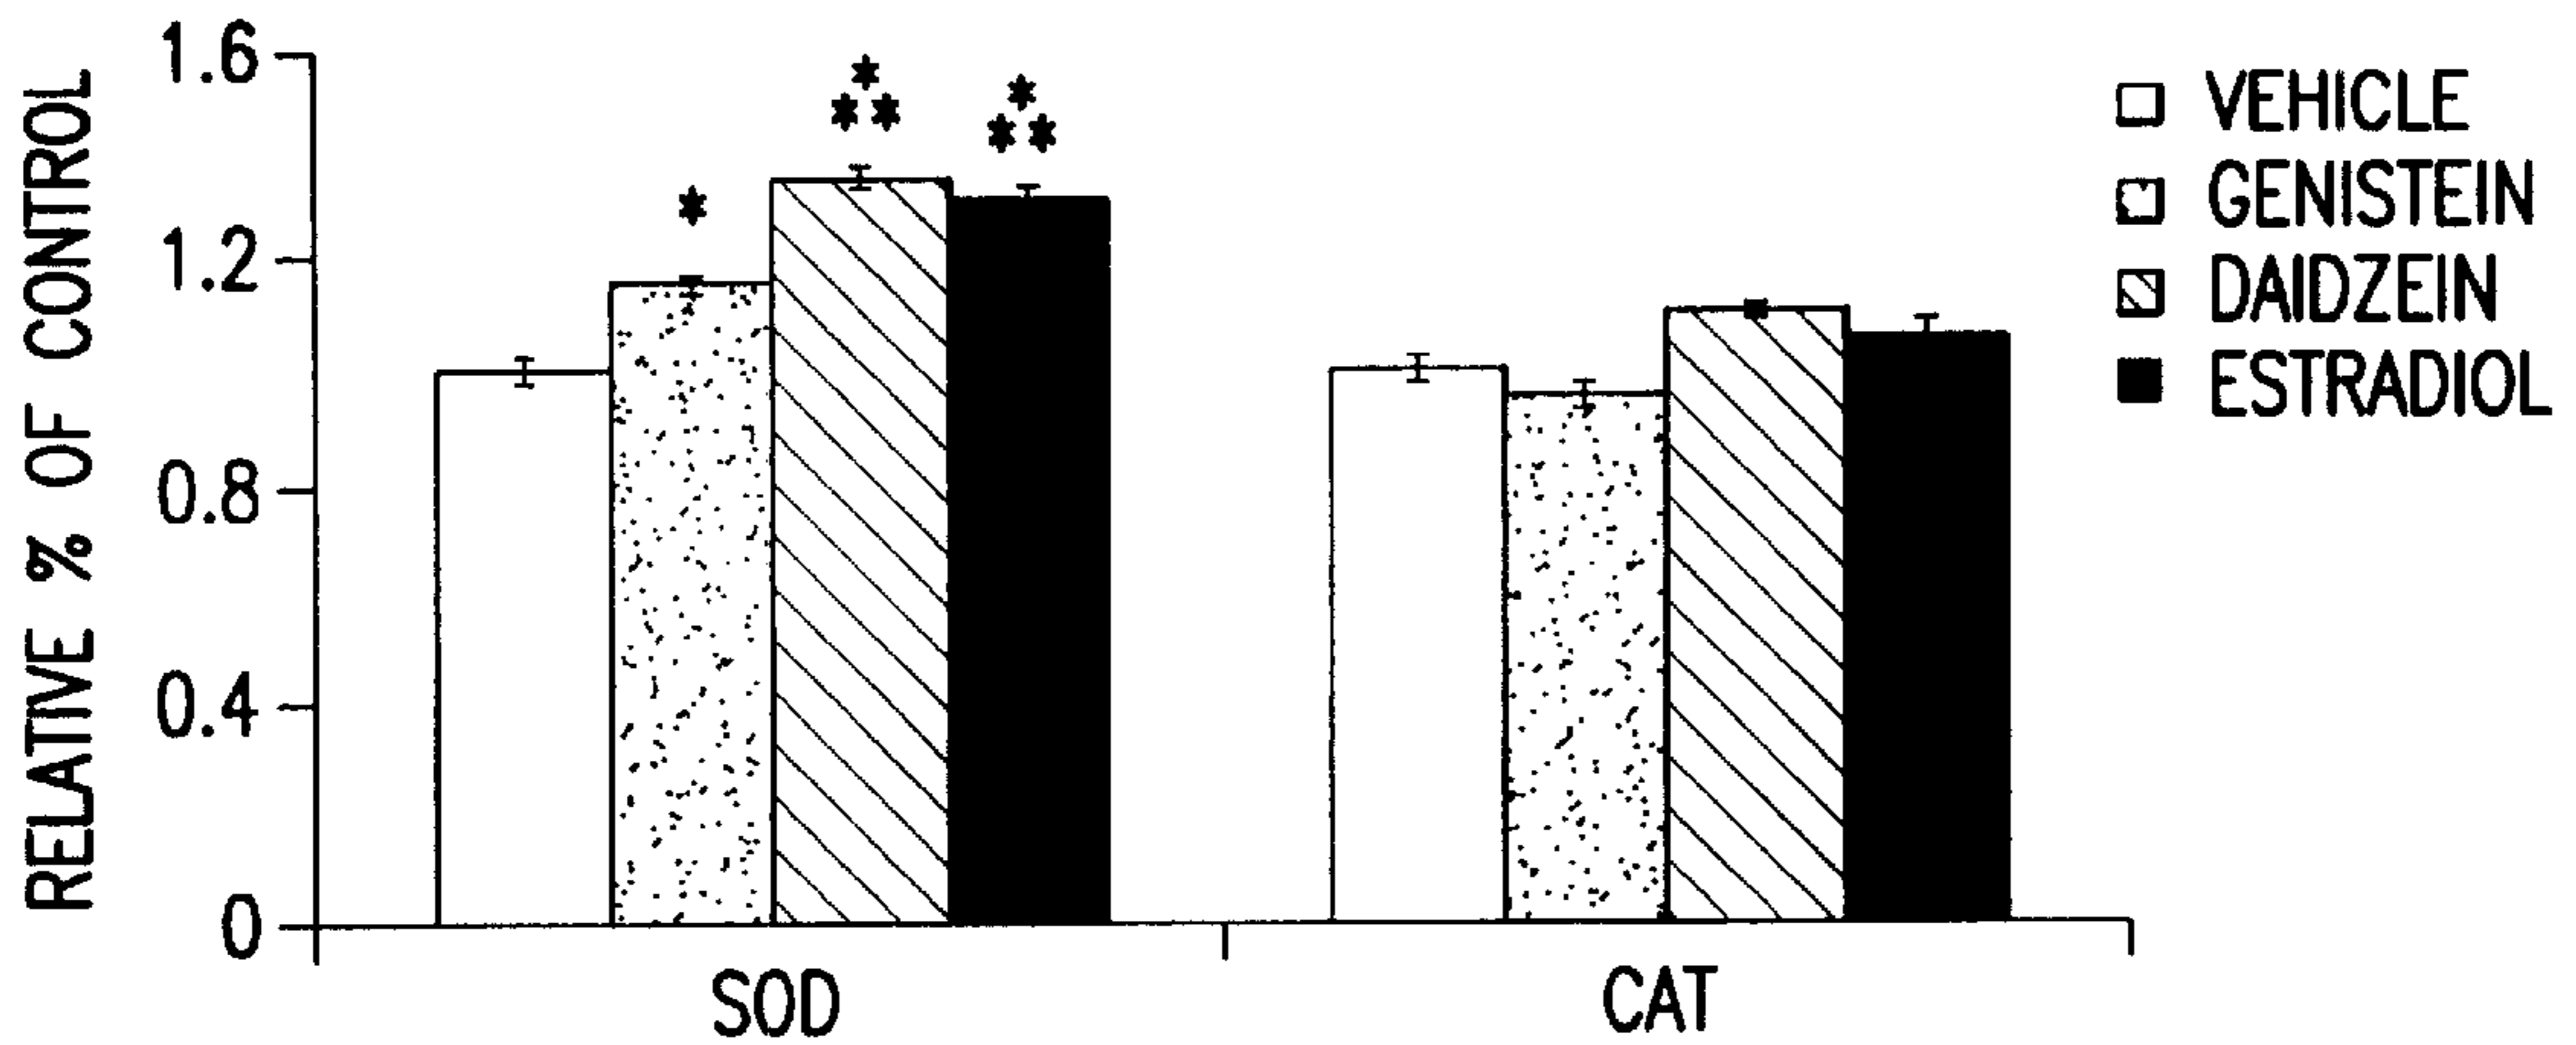 RELATIVE % OF CONTROL
1.6
1.2
0.8
0.4
0
*
*
**
*
**
SOD
CAT
VEHICLE
GENISTEIN
DAIDZEIN
ESTRADIOL